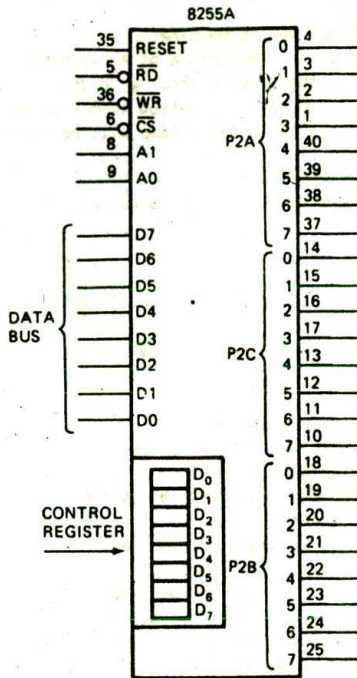 8255A
35 RESET
5 RD
36 WR
6 CS
8 A1
9 A0
DATA BUS
D7
D6
D5
D4
D3
D2
D1
D0
CONTROL REGISTER
D0
D1
D2
D3
D4
D5
D6
D7
P2A
0 4
1 3
2 2
3 1
4 40
5 39
6 38
7 37
P2C
0 14
1 15
2 16
3 17
4 13
5 12
6 11
7 10
P2B
0 18
1 19
2 20
3 21
4 22
5 23
6 24
7 25